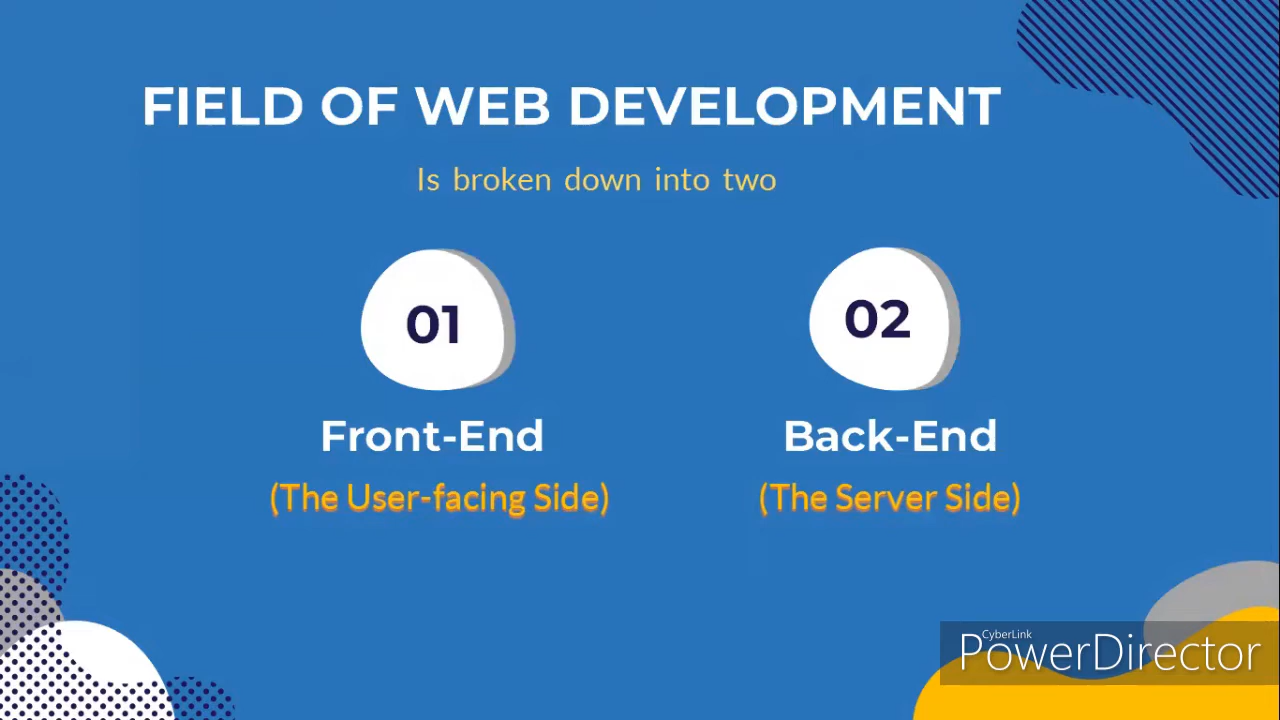 FIELD OF WEB DEVELOPMENT
Is broken down into two
01
02
Front-End
Back-End
(The User-facing Side)
(The Server Side)
CyberLink
PowerDirector